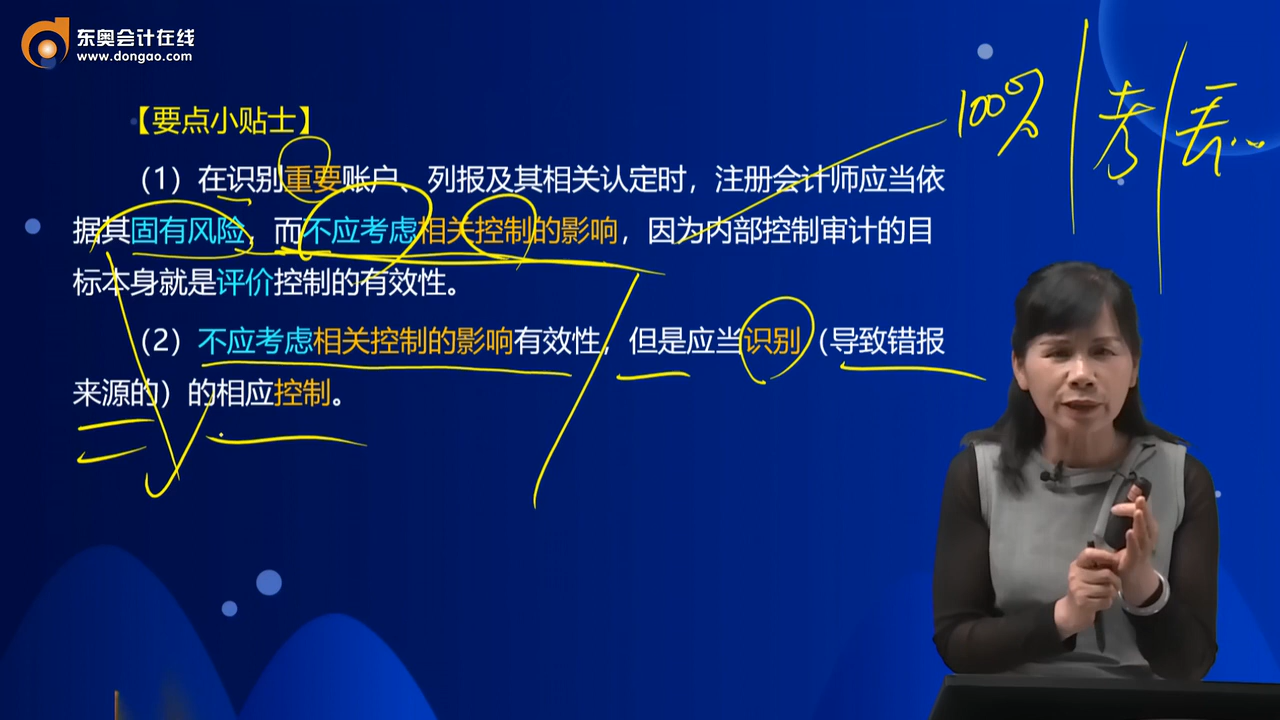 东奥会计在线
www.dongao.com
【要点小贴士】
（1）在识别重要账户、列报及其相关认定时，注册会计师应当依
据其固有风险，而不应考虑相关控制的影响，因为内部控制审计的目
标本身就是评价控制的有效性。
（2）不应考虑相关控制的影响有效性，但是应当识别（导致错报
来源的）的相应控制。
100% 考